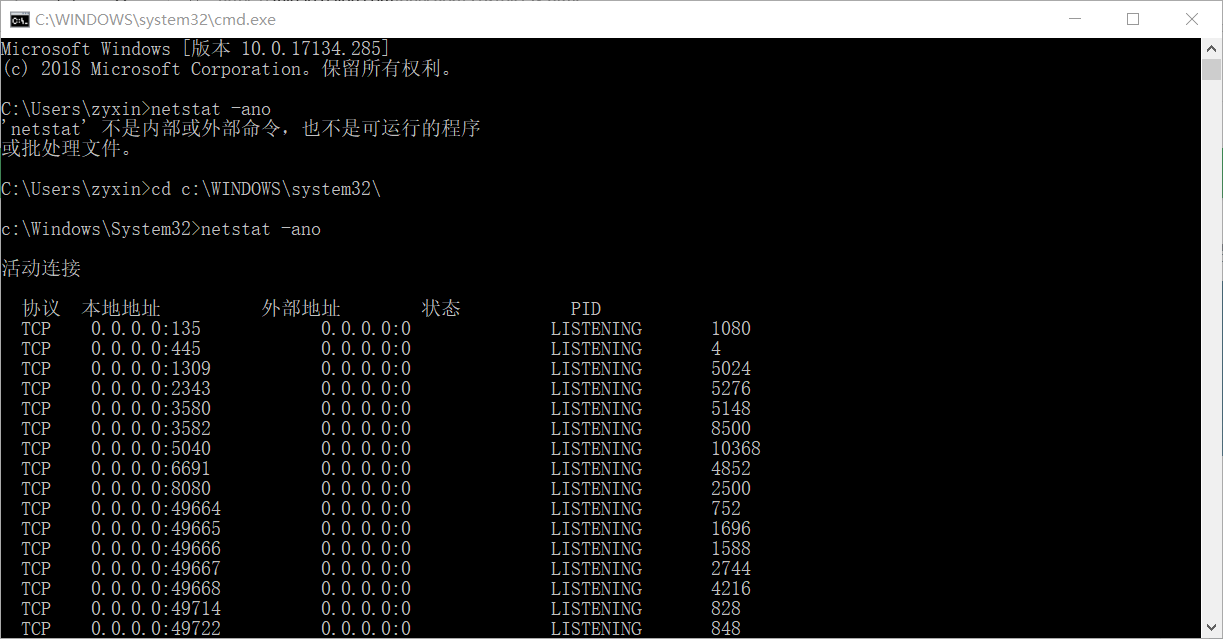 C:\WINDOWS\system32\cmd.exe
Microsoft Windows [版本 10.0.17134.285]
(c) 2018 Microsoft Corporation。保留所有权利。
C:\Users\zyxin>netstat -ano
'netstat' 不是内部或外部命令，也不是可运行的程序
或批处理文件。
C:\Users\zyxin>cd c:\WINDOWS\system32\
c:\Windows\System32>netstat -ano
活动连接
协议 本地地址 外部地址 状态 PID
TCP 0.0.0.0:135 0.0.0.0:0 LISTENING 1080
TCP 0.0.0.0:445 0.0.0.0:0 LISTENING 4
TCP 0.0.0.0:1309 0.0.0.0:0 LISTENING 5024
TCP 0.0.0.0:2343 0.0.0.0:0 LISTENING 5276
TCP 0.0.0.0:3580 0.0.0.0:0 LISTENING 5148
TCP 0.0.0.0:3582 0.0.0.0:0 LISTENING 8500
TCP 0.0.0.0:5040 0.0.0.0:0 LISTENING 10368
TCP 0.0.0.0:6691 0.0.0.0:0 LISTENING 4852
TCP 0.0.0.0:8080 0.0.0.0:0 LISTENING 2500
TCP 0.0.0.0:49664 0.0.0.0:0 LISTENING 752
TCP 0.0.0.0:49665 0.0.0.0:0 LISTENING 1696
TCP 0.0.0.0:49666 0.0.0.0:0 LISTENING 1588
TCP 0.0.0.0:49667 0.0.0.0:0 LISTENING 2744
TCP 0.0.0.0:49668 0.0.0.0:0 LISTENING 4216
TCP 0.0.0.0:49714 0.0.0.0:0 LISTENING 828
TCP 0.0.0.0:49722 0.0.0.0:0 LISTENING 848